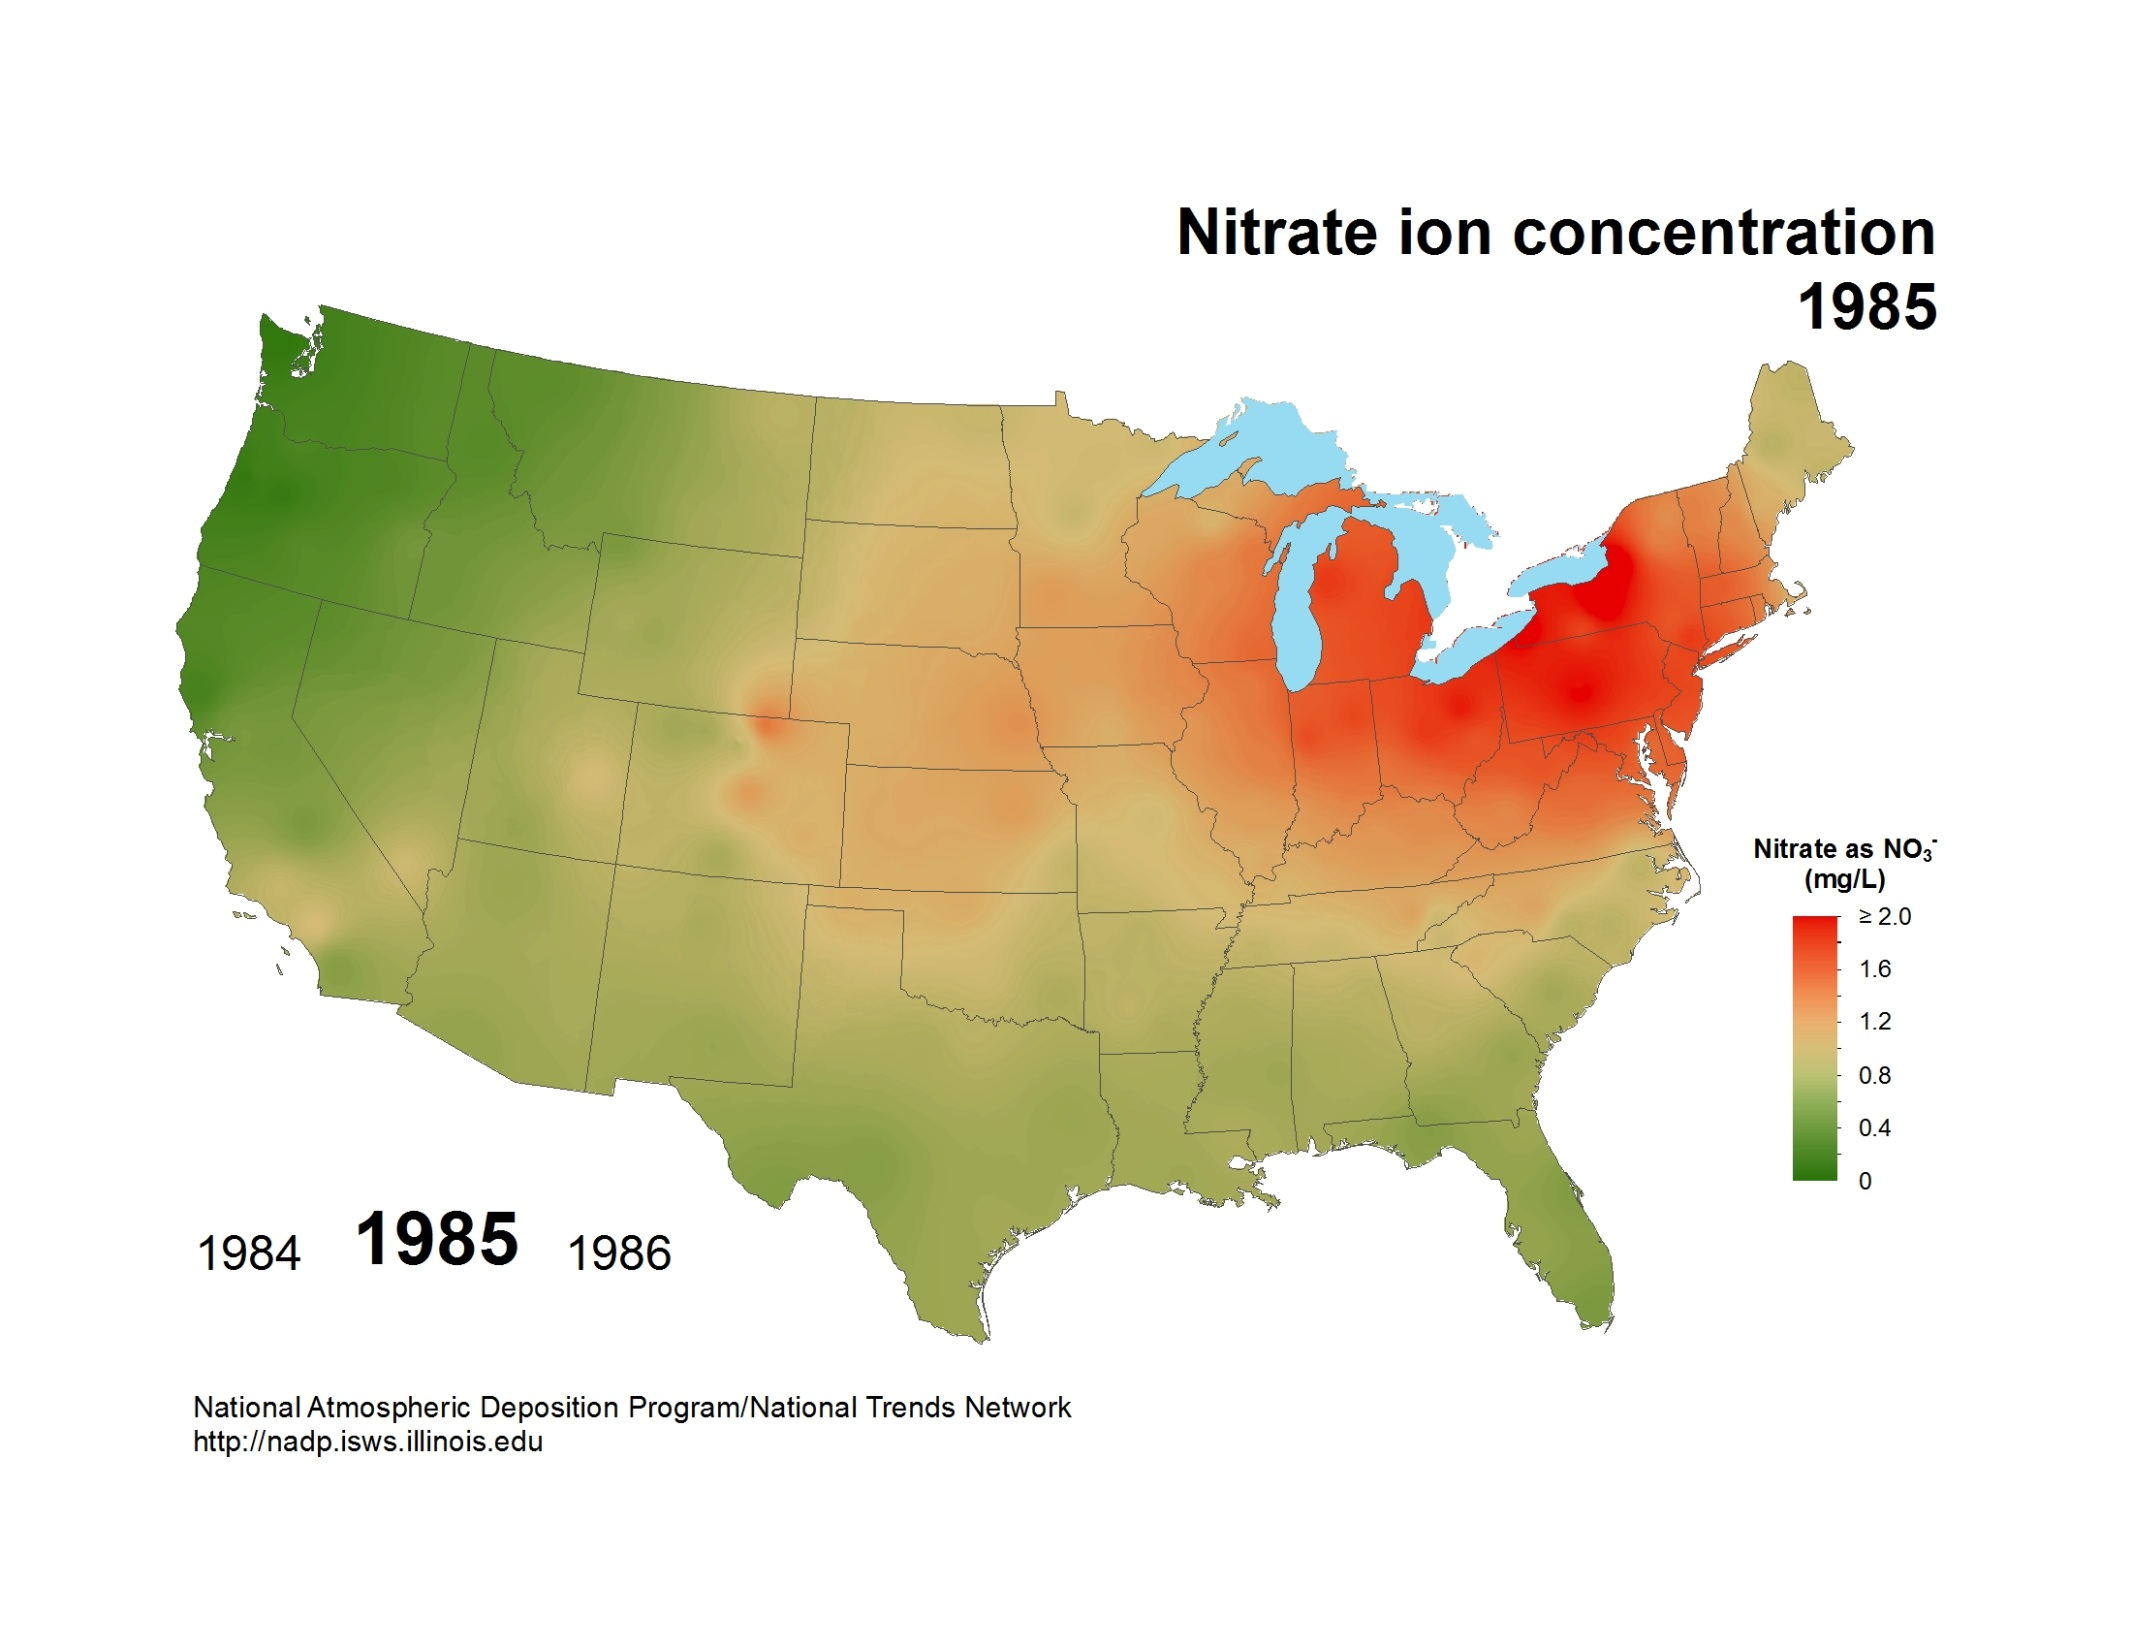 Nitrate ion concentration
1985
Nitrate as NO₃⁻
(mg/L)
≥ 2.0
1.6
1.2
0.8
0.4
0
1984 1985 1986
National Atmospheric Deposition Program/National Trends Network
http://nadp.isws.illinois.edu